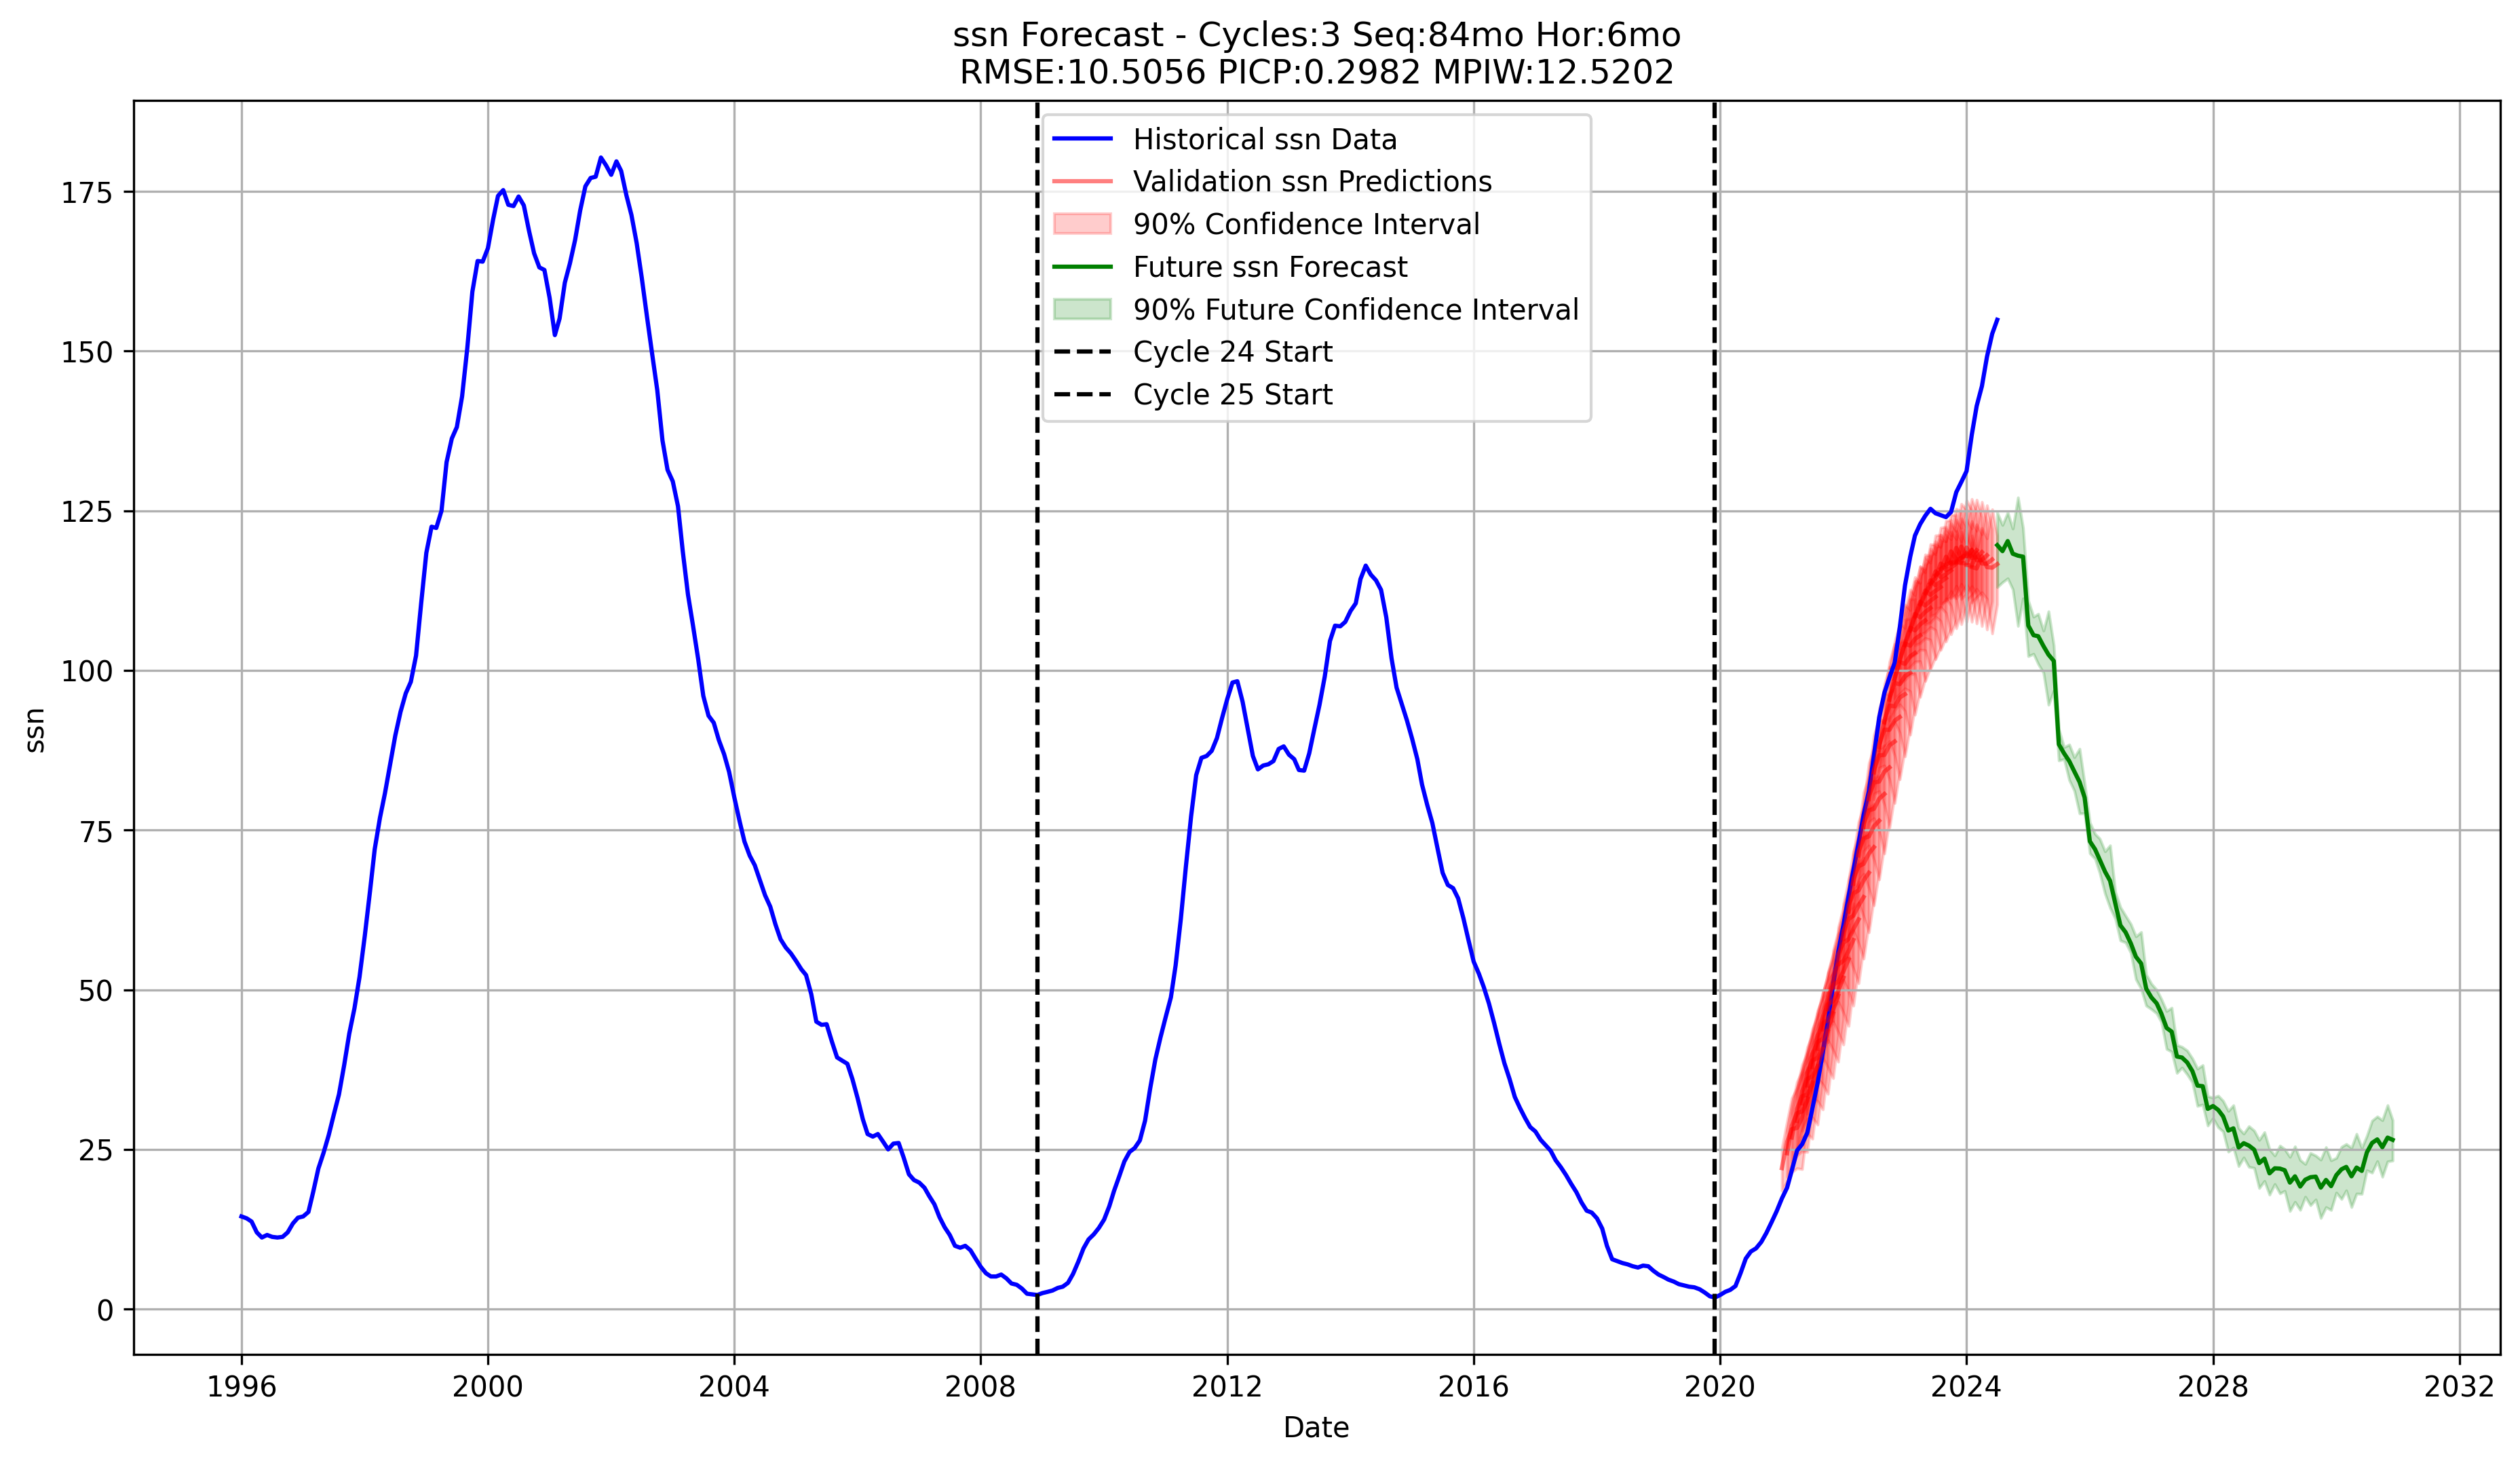 ssn Forecast - Cycles:3 Seq:84mo Hor:6mo
RMSE:10.5056 PICP:0.2982 MPIW:12.5202
Historical ssn Data
Validation ssn Predictions
90% Confidence Interval
Future ssn Forecast
90% Future Confidence Interval
Cycle 24 Start
Cycle 25 Start
175
150
125
100
75
50
25
0
ssn
1996 2000 2004 2008 2012 2016 2020 2024 2028 2032
Date